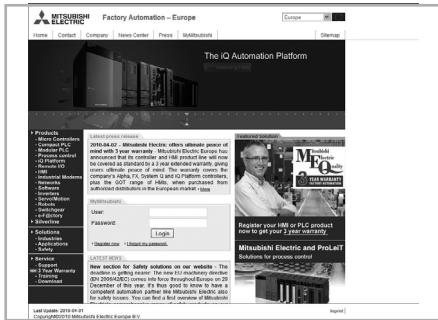 MITSUBISHI
ELECTRIC
Factory Automation – Europe
Europe
Home Contact Company News Center Press MyMitsubishi Sitemap
The iQ Automation Platform
Products
- Micro Controllers
- Compact PLC
- Modular PLC
- Process control
- iQ Platform
- Remote I/O
- HMI
- Industrial Modems
- Networks
- Software
- Inverters
- Servo/Motion
- Robots
- Switchgear
- e-F@ctory
Silverline
Solutions
- Industries
- Applications
- Safety
Service
- Support
- 3 Year Warranty
- Training
- Download
Latest press release
2010-04-02 - Mitsubishi Electric offers ultimate peace of
mind with 3 year warranty - Mitsubishi Electric Europe has
announced that its controller and HMI product line will now
be covered as standard by a 3 year extended warranty, giving
users ultimate peace of mind. The warranty covers the
company's Alpha, FX, System Q and iQ Platform controllers,
plus the GOT range of HMIs, when purchased from
authorised distributors in the European market
MyMitsubishi
User:
Password:
Login
Register now
I forgot my password.
LATEST NEWS
New section for Safety solutions on our website - The
deadline is getting nearer: The new EU machinery directive
(EN 2006/42/EC) comes into force throughout Europe on 29
December of this year. It's thus good to know to have a
competent automation partner like Mitsubishi Electric also
for safety issues. You can find a first overview of Mitsubishi
Featured Solution
Mitsubishi
Electric
Quality
3 YEAR WARRANTY
FACTORY AUTOMATION
Register your HMI or PLC product
now to get your 3 year warranty
Mitsubishi Electric and ProLeiT
Solutions for process control
Last Update: 2010-04-01
Copyright©2010 Mitsubishi Electric Europe B.V.
Imprint